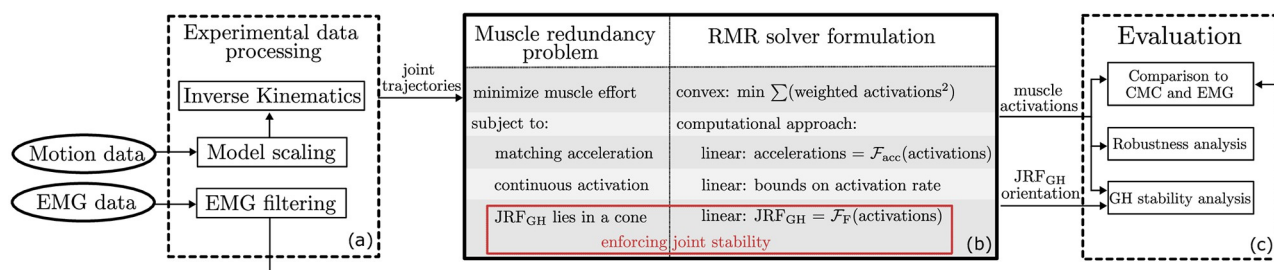 Experimental data
processing
Inverse Kinematics
Motion data
Model scaling
EMG data
EMG filtering
(a)
joint
trajectories
Muscle redundancy
problem
RMR solver formulation
minimize muscle effort
convex: min ∑(weighted activations²)
subject to:
computational approach:
matching acceleration
linear: accelerations = 𝓕acc(activations)
continuous activation
linear: bounds on activation rate
JRFGH lies in a cone
linear: JRFGH = 𝓕F(activations)
enforcing joint stability
(b)
muscle
activations
JRFGH
orientation
Evaluation
Comparison to
CMC and EMG
Robustness analysis
GH stability analysis
(c)